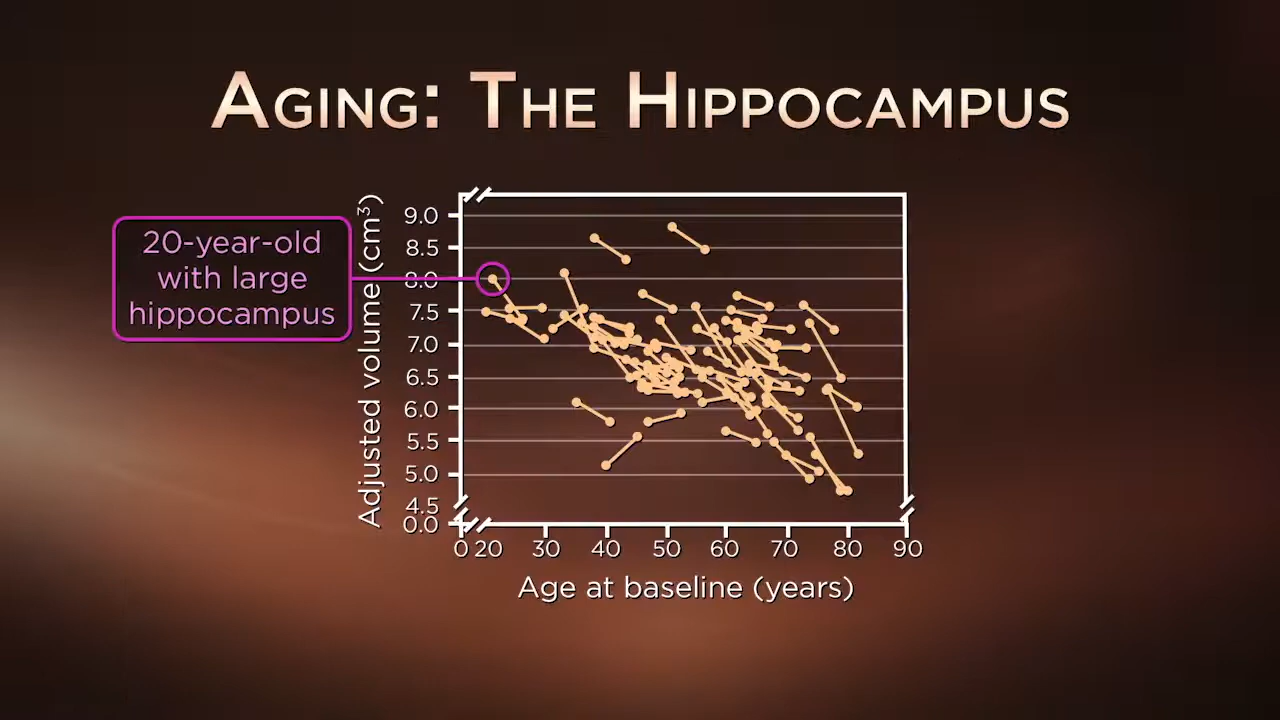 AGING: THE HIPPOCAMPUS
20-year-old
with large
hippocampus
Adjusted volume (cm³)
9.0
8.5
8.0
7.5
7.0
6.5
6.0
5.5
5.0
4.5
0.0
0 20 30 40 50 60 70 80 90
Age at baseline (years)